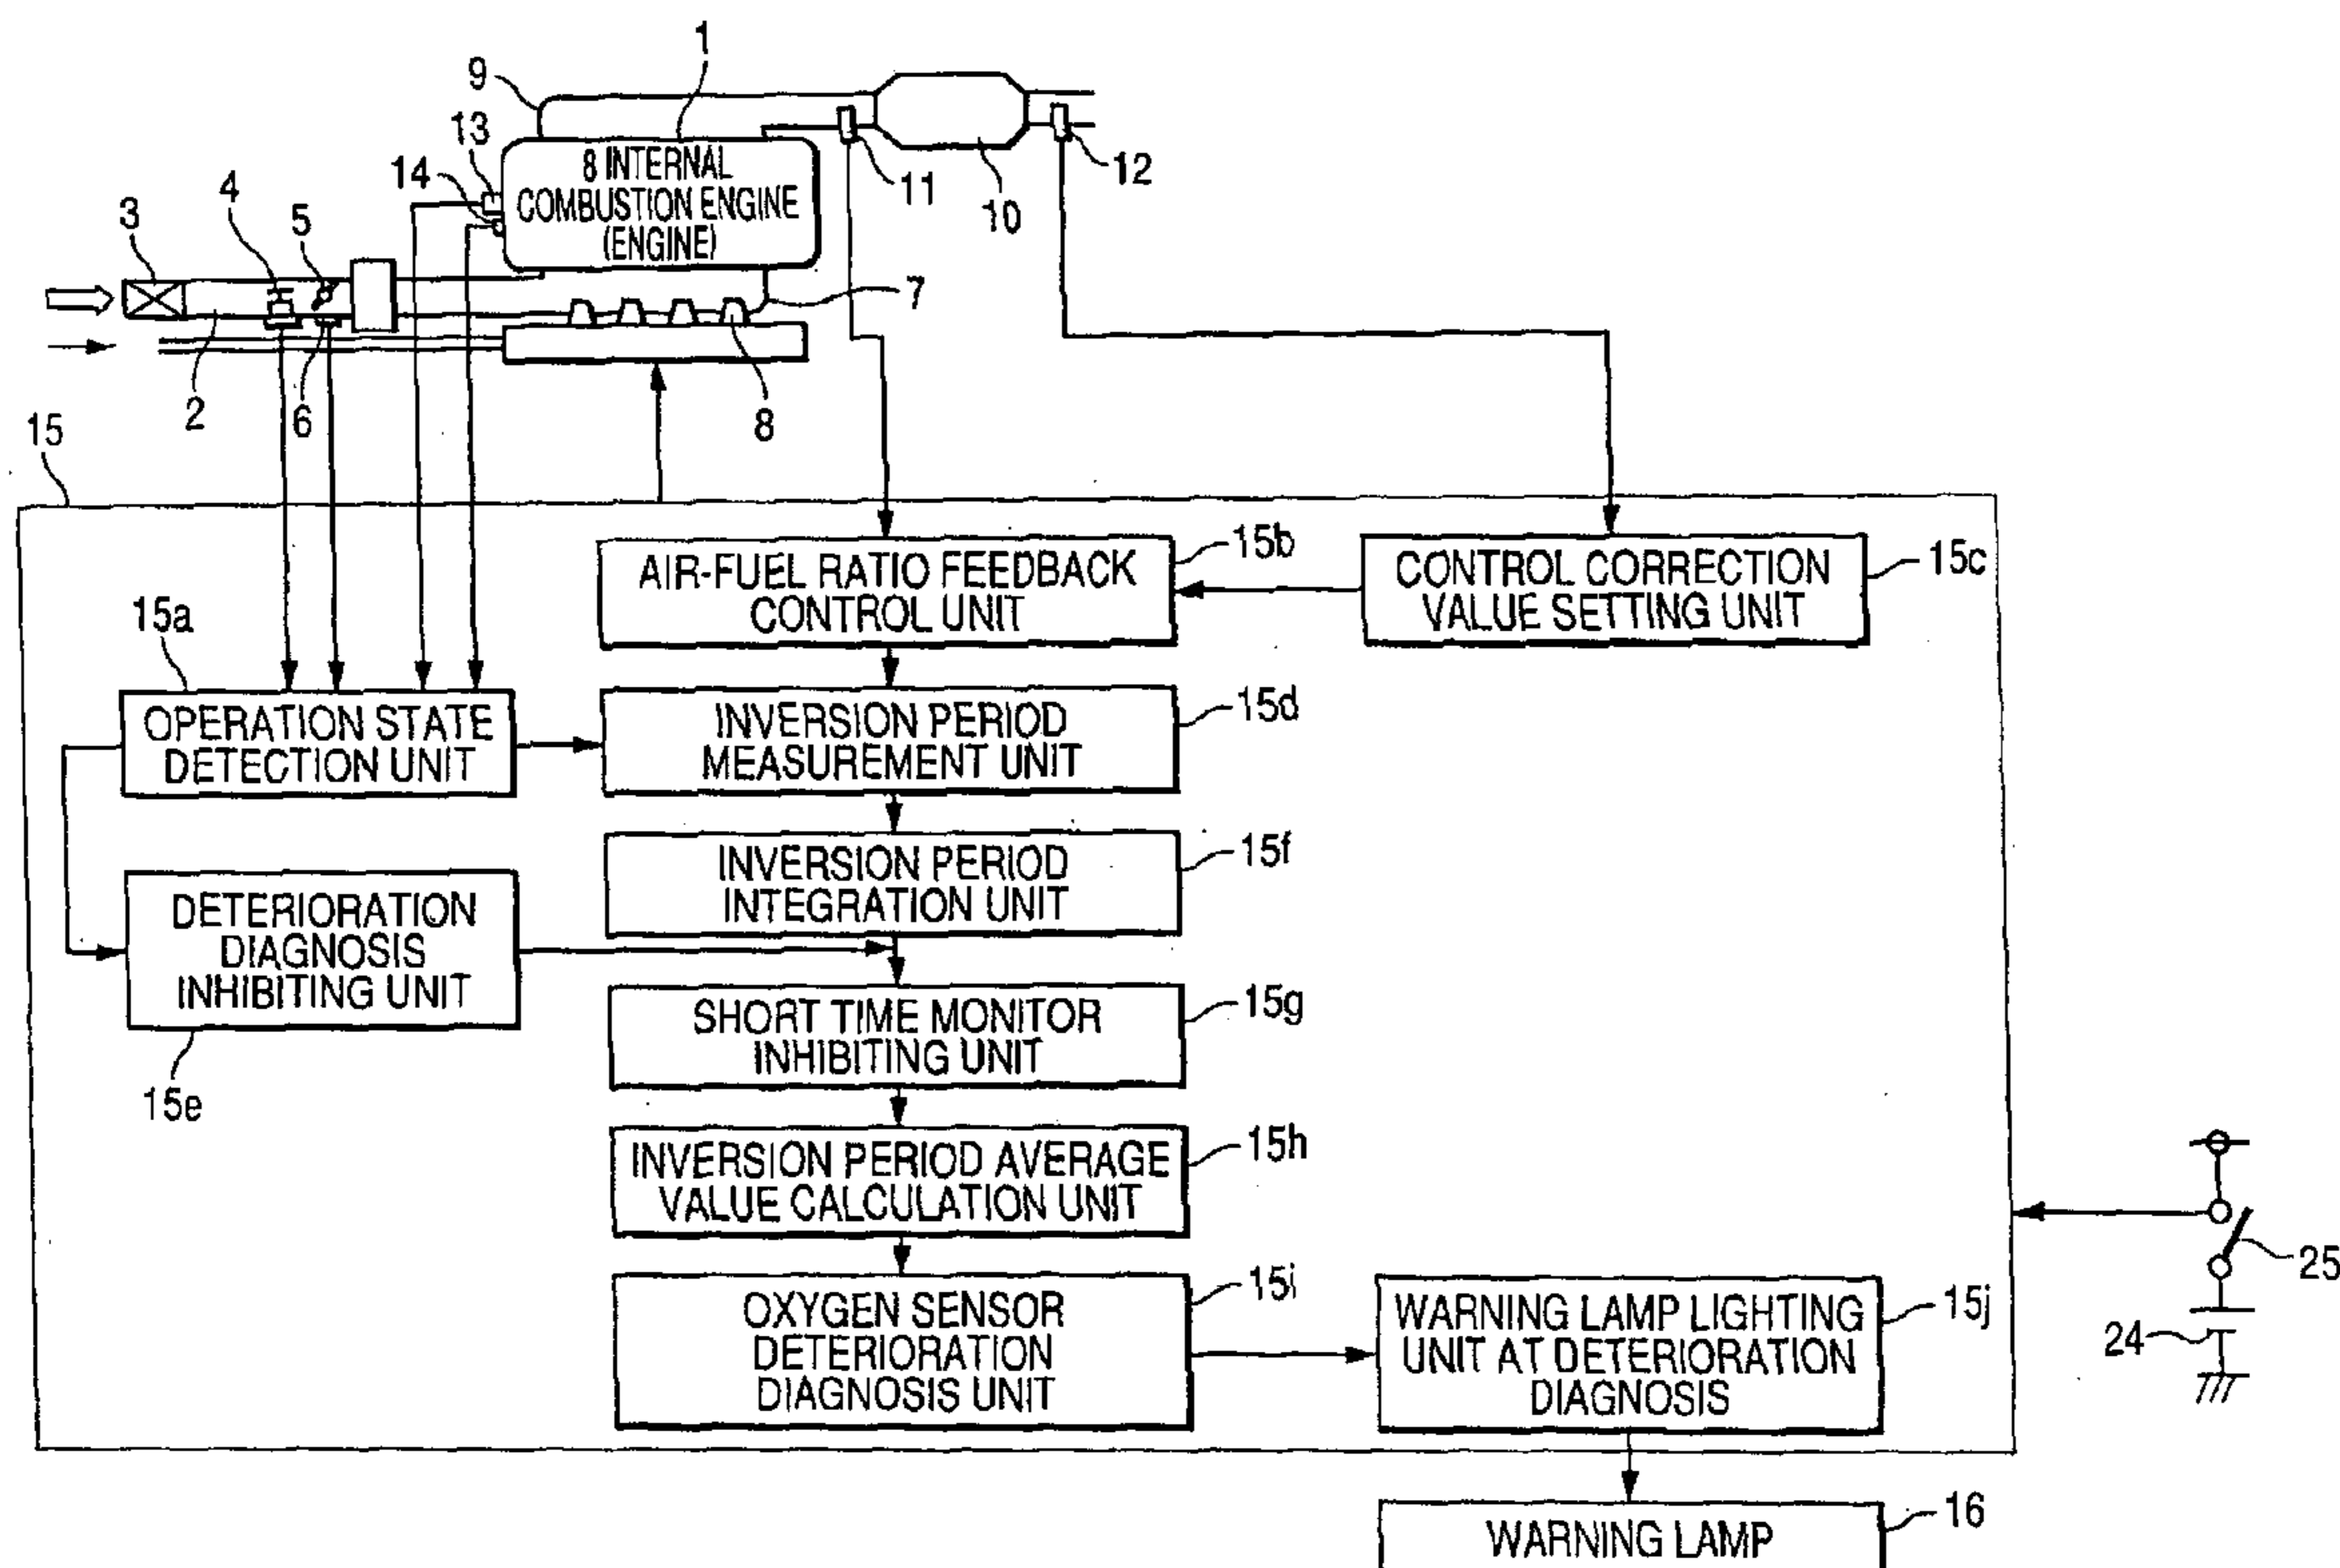 1
9
13
14
8 INTERNAL
COMBUSTION ENGINE
(ENGINE)
11
10
12
3
4
5
7
2
6
8
15
15b
AIR-FUEL RATIO FEEDBACK
CONTROL UNIT
CONTROL CORRECTION
VALUE SETTING UNIT
15c
15a
OPERATION STATE
DETECTION UNIT
INVERSION PERIOD
MEASUREMENT UNIT
15d
INVERSION PERIOD
INTEGRATION UNIT
15f
DETERIORATION
DIAGNOSIS
INHIBITING UNIT
15e
SHORT TIME MONITOR
INHIBITING UNIT
15g
INVERSION PERIOD AVERAGE
VALUE CALCULATION UNIT
15h
OXYGEN SENSOR
DETERIORATION
DIAGNOSIS UNIT
15i
WARNING LAMP LIGHTING
UNIT AT DETERIORATION
DIAGNOSIS
15j
25
24
WARNING LAMP
16